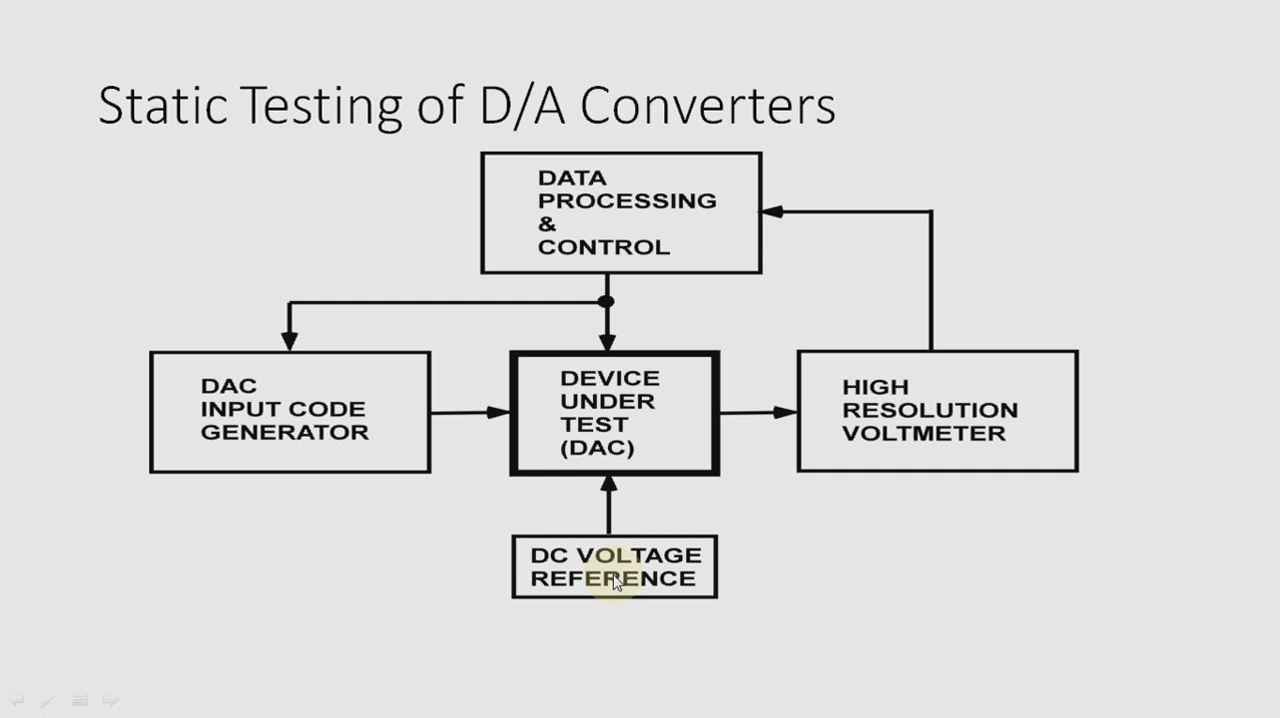 Static Testing of D/A Converters
DATA
PROCESSING
&
CONTROL
DAC
INPUT CODE
GENERATOR
DEVICE
UNDER
TEST
(DAC)
HIGH
RESOLUTION
VOLTMETER
DC VOLTAGE
REFERENCE